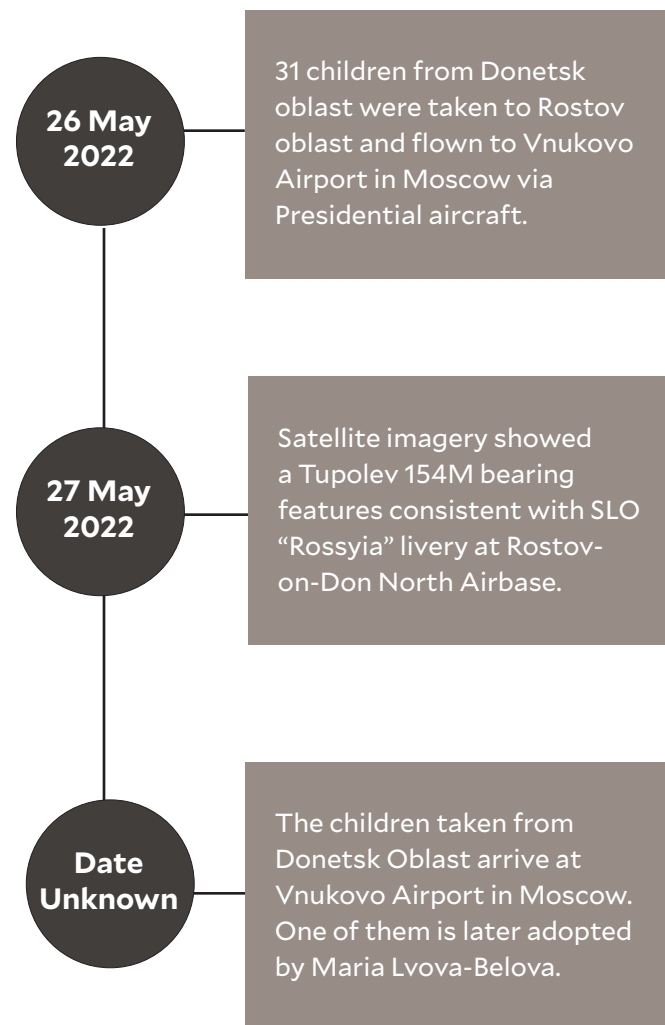 26 May
2022
31 children from Donetsk
oblast were taken to Rostov
oblast and flown to Vnukovo
Airport in Moscow via
Presidential aircraft.
27 May
2022
Satellite imagery showed
a Tupolev 154M bearing
features consistent with SLO
“Rossyia” livery at Rostov-
on-Don North Airbase.
Date
Unknown
The children taken from
Donetsk Oblast arrive at
Vnukovo Airport in Moscow.
One of them is later adopted
by Maria Lvova-Belova.